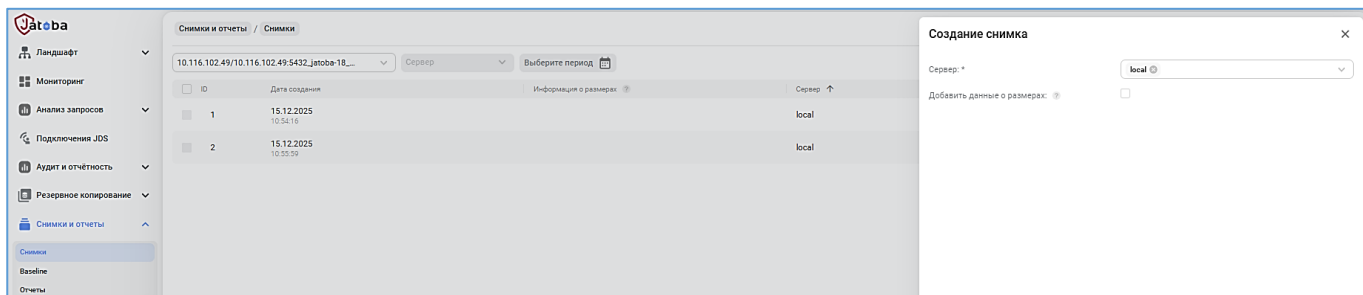 Jatoba
Снимки и отчеты / Снимки
Создание снимка
Ландшафт
10.116.102.49/10.116.102.49:5432_jatoba-18_...
Сервер
Выберите период
Сервер: *
local
Мониторинг
ID
Дата создания
Информация о размерах
Сервер
Добавить данные о размерах:
Анализ запросов
1
15.12.2025
10:54:16
local
Подключения JDS
2
15.12.2025
10:55:59
local
Аудит и отчётность
Резервное копирование
Снимки и отчеты
Снимки
Baseline
Отчеты